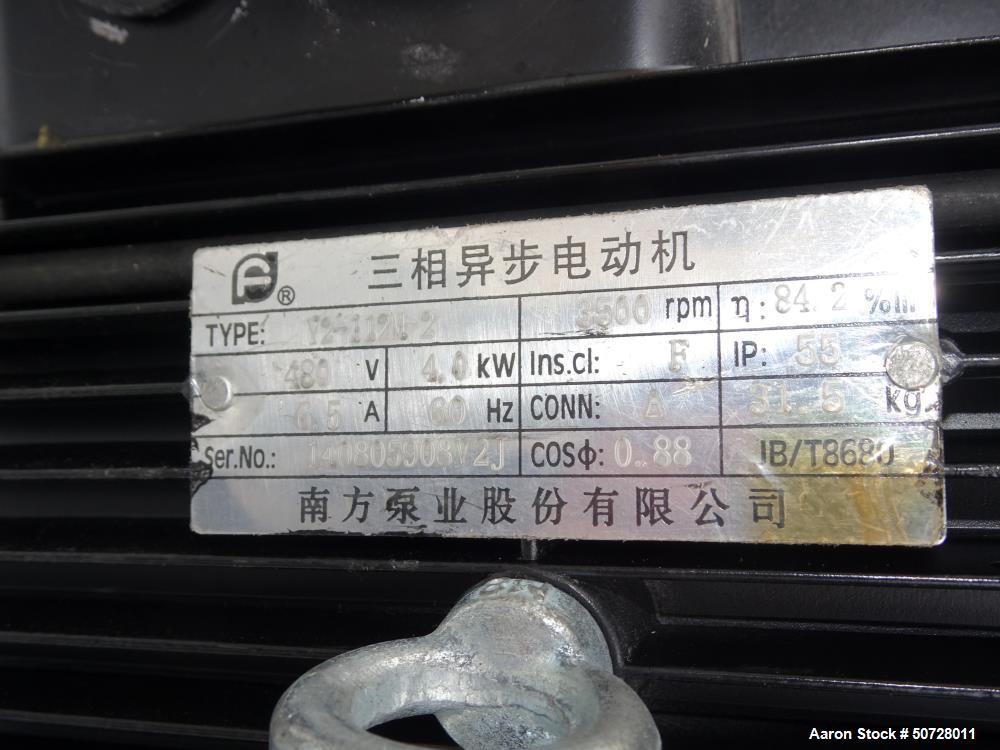 ®
三相异步电动机
TYPE: Y2-112M-2 3500 rpm η: 84.2 %
480 V 4.0 kW Ins.cl: F IP: 55
6.5 A 60 Hz CONN: Δ 31.5 kg
Ser.No.: 140805908Y2J COSφ: 0.88 JB/T8680
南方泵业股份有限公司
Aaron Stock # 50728011